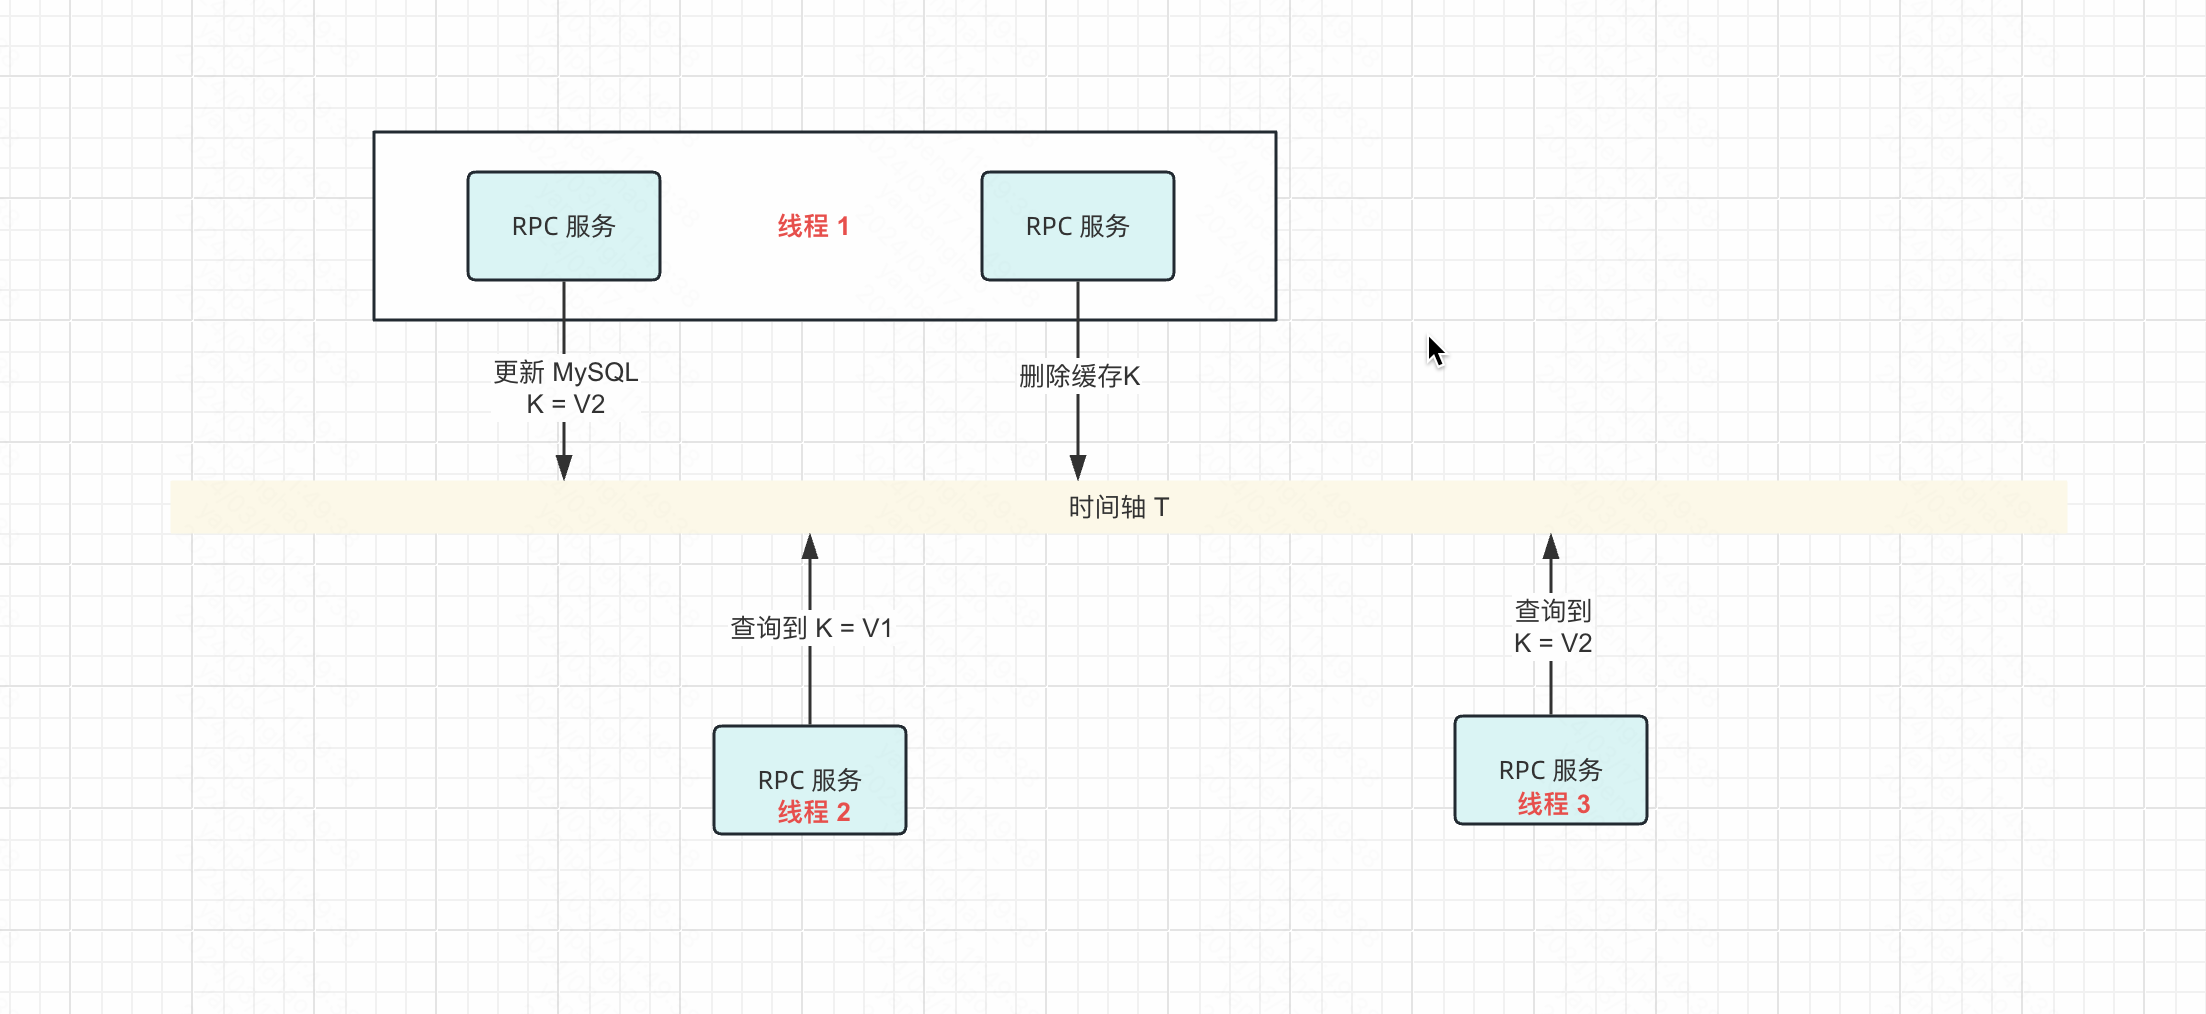 RPC 服务
线程 1
RPC 服务
更新 MySQL
K = V2
删除缓存K
时间轴 T
查询到 K = V1
查询到
K = V2
RPC 服务
线程 2
RPC 服务
线程 3